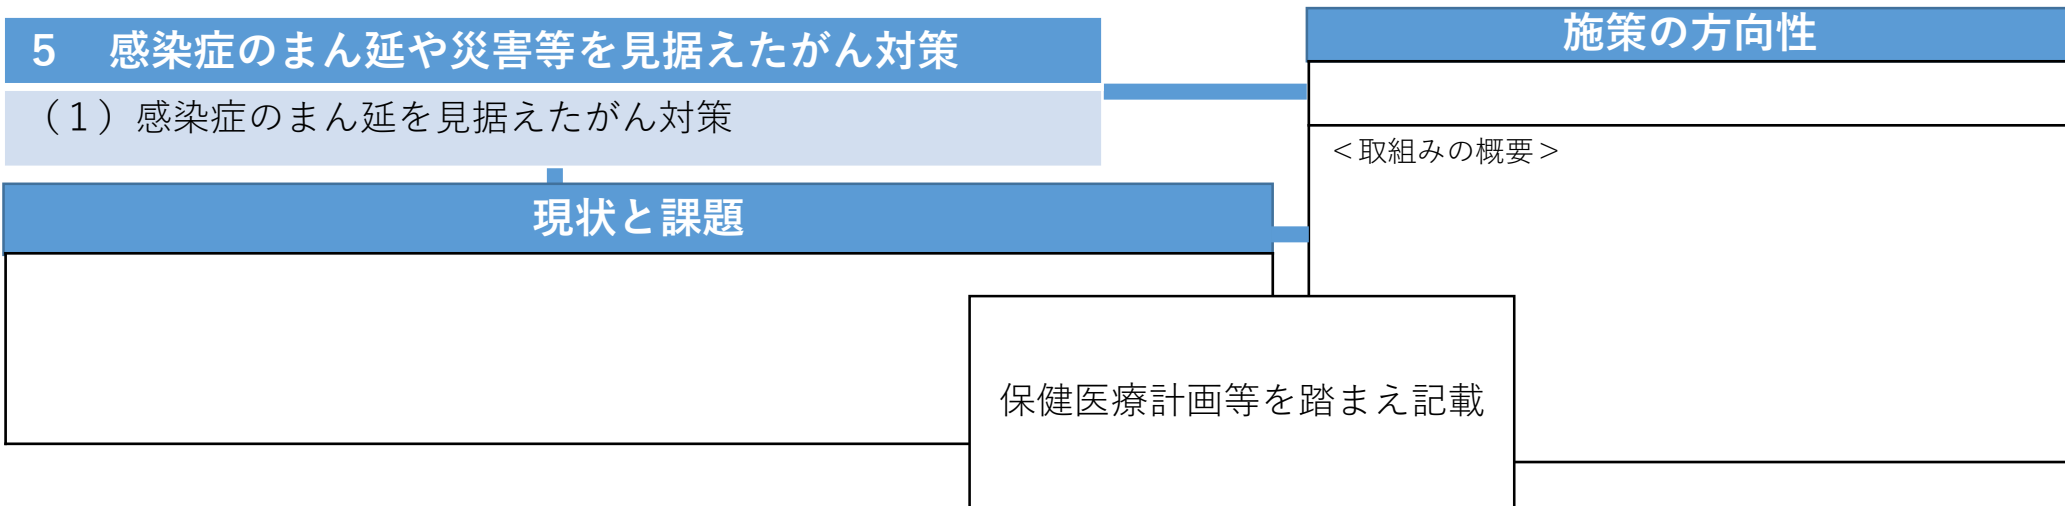 5　感染症のまん延や災害等を見据えたがん対策
（１）感染症のまん延を見据えたがん対策
現状と課題
施策の方向性
＜取組みの概要＞
保健医療計画等を踏まえ記載